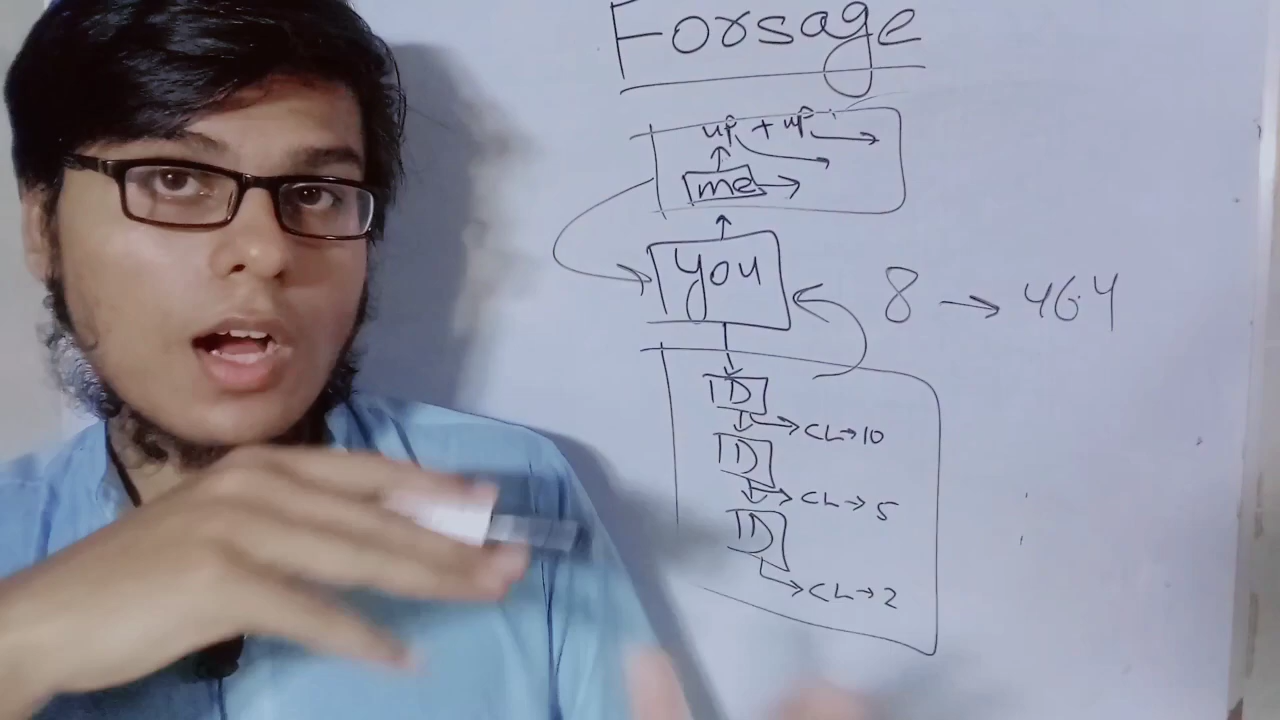 Forsage
up + up
me
you
8 → 464
ID
CL→10
ID
CL→5
ID
CL→2